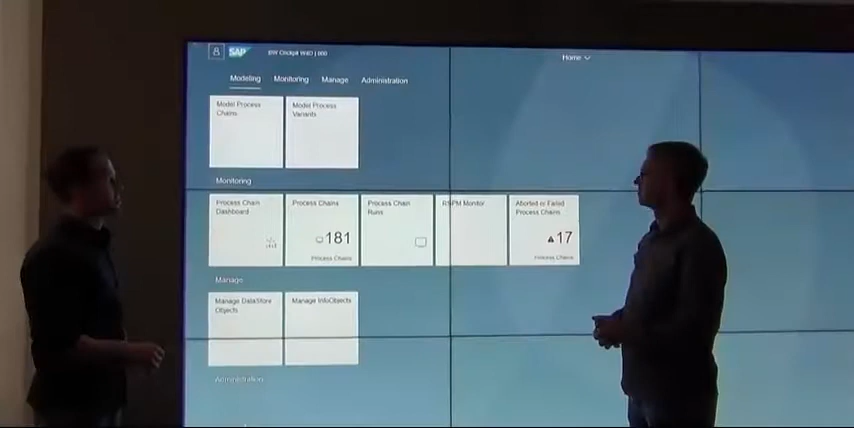 SAP
BW Cockpit W4D | 800
Home
Modeling Monitoring Manage Administration
Model Process Chains
Model Process Variants
Monitoring
Process Chain Dashboard
Process Chains
181
Process Chains
Process Chain Runs
RSPM Monitor
Aborted or Failed Process Chains
17
Process Chains
Manage
Manage DataStore Objects
Manage InfoObjects
Administration